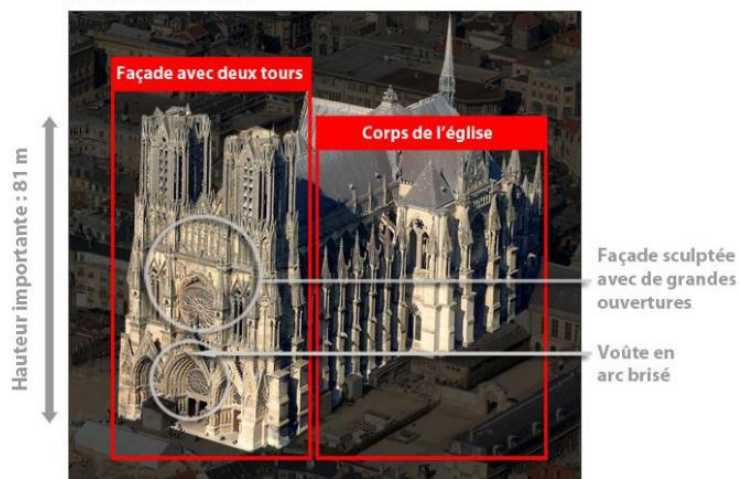 Façade avec deux tours
Corps de l'église
Hauteur importante : 81 m
Façade sculptée
avec de grandes
ouvertures
Voûte en
arc brisé